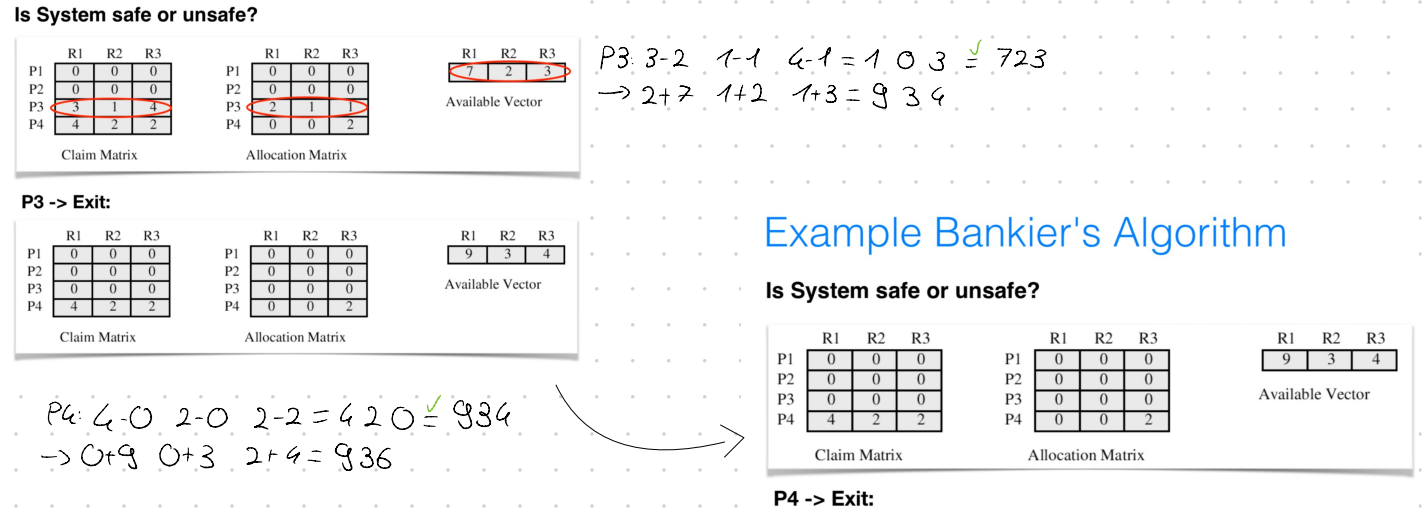 Is System safe or unsafe?
R1 R2 R3
P1 0 0 0
P2 0 0 0
P3 3 1 4
P4 4 2 2
Claim Matrix
R1 R2 R3
P1 0 0 0
P2 0 0 0
P3 2 1 1
P4 0 0 2
Allocation Matrix
R1 R2 R3
7 2 3
Available Vector
P3: 3-2 1-1 4-1 = 1 0 3 ≤ 723
→ 2+7 1+2 1+3 = 9 3 4
P3 -> Exit:
R1 R2 R3
P1 0 0 0
P2 0 0 0
P3 0 0 0
P4 4 2 2
Claim Matrix
R1 R2 R3
P1 0 0 0
P2 0 0 0
P3 0 0 0
P4 0 0 2
Allocation Matrix
R1 R2 R3
9 3 4
Available Vector
P4: 4-0 2-0 2-2 = 4 2 0 ≤ 934
→ 0+9 0+3 2+4 = 936
Example Bankier's Algorithm
Is System safe or unsafe?
R1 R2 R3
P1 0 0 0
P2 0 0 0
P3 0 0 0
P4 4 2 2
Claim Matrix
R1 R2 R3
P1 0 0 0
P2 0 0 0
P3 0 0 0
P4 0 0 2
Allocation Matrix
R1 R2 R3
9 3 4
Available Vector
P4 -> Exit: